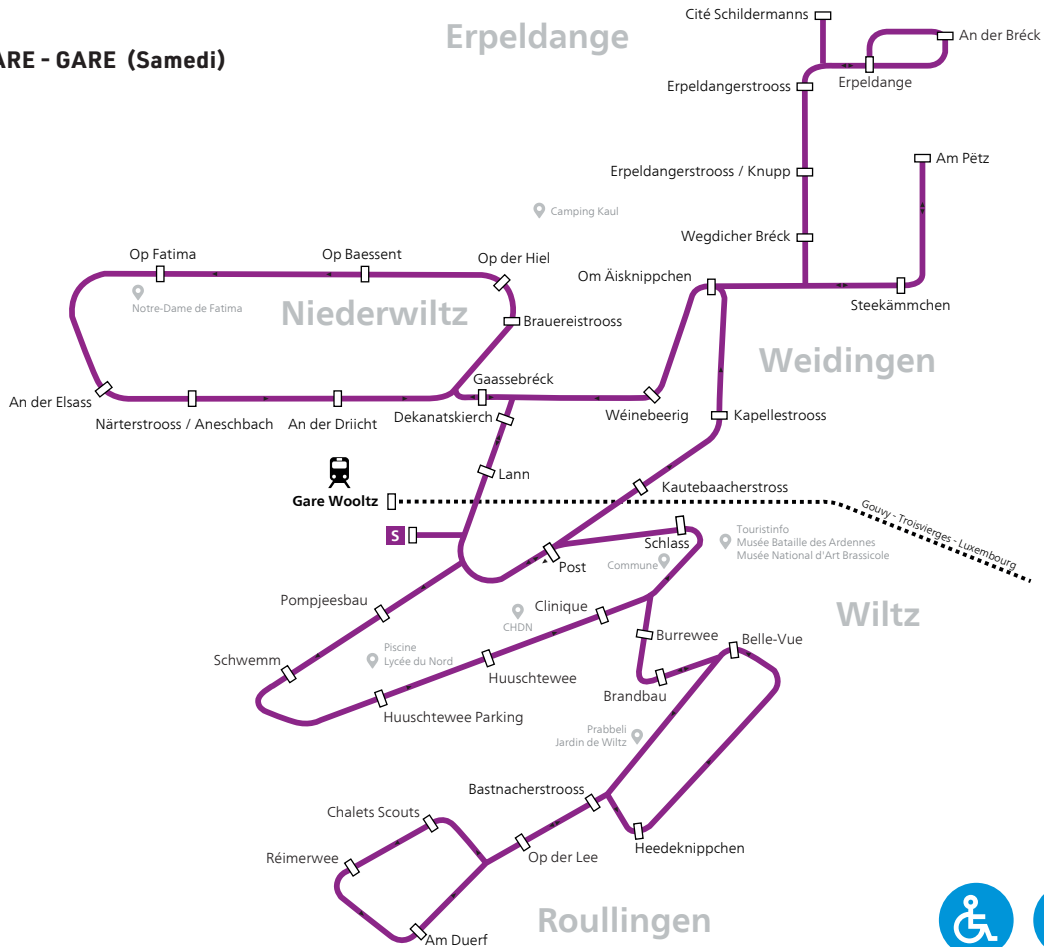 Cité Schildermanns
Erpeldange
An der Bréck
ARE - GARE (Samedi)
Erpeldangerstrooss
Erpeldange
Erpeldangerstrooss / Knupp
Am Pëtz
Camping Kaul
Wegdicher Bréck
Op Fatima
Op Baessent
Op der Hiel
Om Äisknippchen
Steekämmchen
Notre-Dame de Fatima
Niederwiltz
Brauereistrooss
Weidingen
Gaassebréck
An der Elsass
Närterstrooss / Aneschbach
An der Driicht
Dekanatskierch
Wéinebeerig
Kapellestrooss
Lann
Gare Wooltz
Kautebaacherstross
Gouvy - Troisvierges - Luxembourg
S
Schlass
Touristinfo
Musée Bataille des Ardennes
Musée National d'Art Brassicole
Post
Commune
Pompjeesbau
Clinique
Wiltz
CHDN
Burrewee
Belle-Vue
Schwemm
Piscine
Lycée du Nord
Huuschtewee
Brandbau
Huuschtewee Parking
Prabbeli
Jardin de Wiltz
Bastnacherstrooss
Chalets Scouts
Heedeknippchen
Réimerwee
Op der Lee
Roullingen
Am Duerf